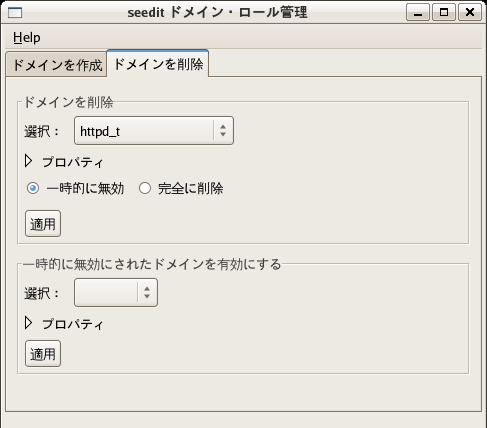 seedit ドメイン・ロール管理
Help
ドメインを作成 ドメインを削除
ドメインを削除
選択： httpd_t
プロパティ
一時的に無効 完全に削除
適用
一時的に無効にされたドメインを有効にする
選択：
プロパティ
適用